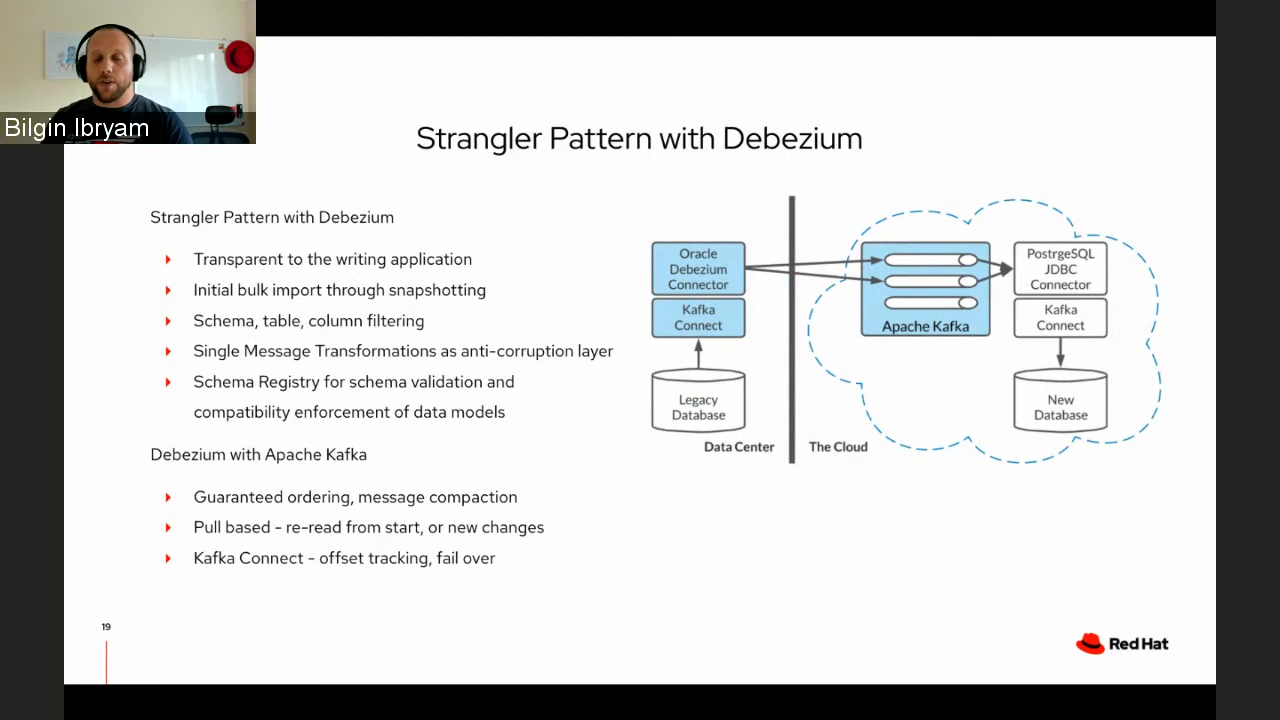 Bilgin Ibryam
Strangler Pattern with Debezium
Strangler Pattern with Debezium
Transparent to the writing application
Initial bulk import through snapshotting
Schema, table, column filtering
Single Message Transformations as anti-corruption layer
Schema Registry for schema validation and
compatibility enforcement of data models
Debezium with Apache Kafka
Guaranteed ordering, message compaction
Pull based - re-read from start, or new changes
Kafka Connect - offset tracking, fail over
Oracle
Debezium
Connector
Kafka
Connect
Legacy
Database
Data Center
The Cloud
Apache Kafka
PostrgeSQL
JDBC
Connector
Kafka
Connect
New
Database
19
Red Hat